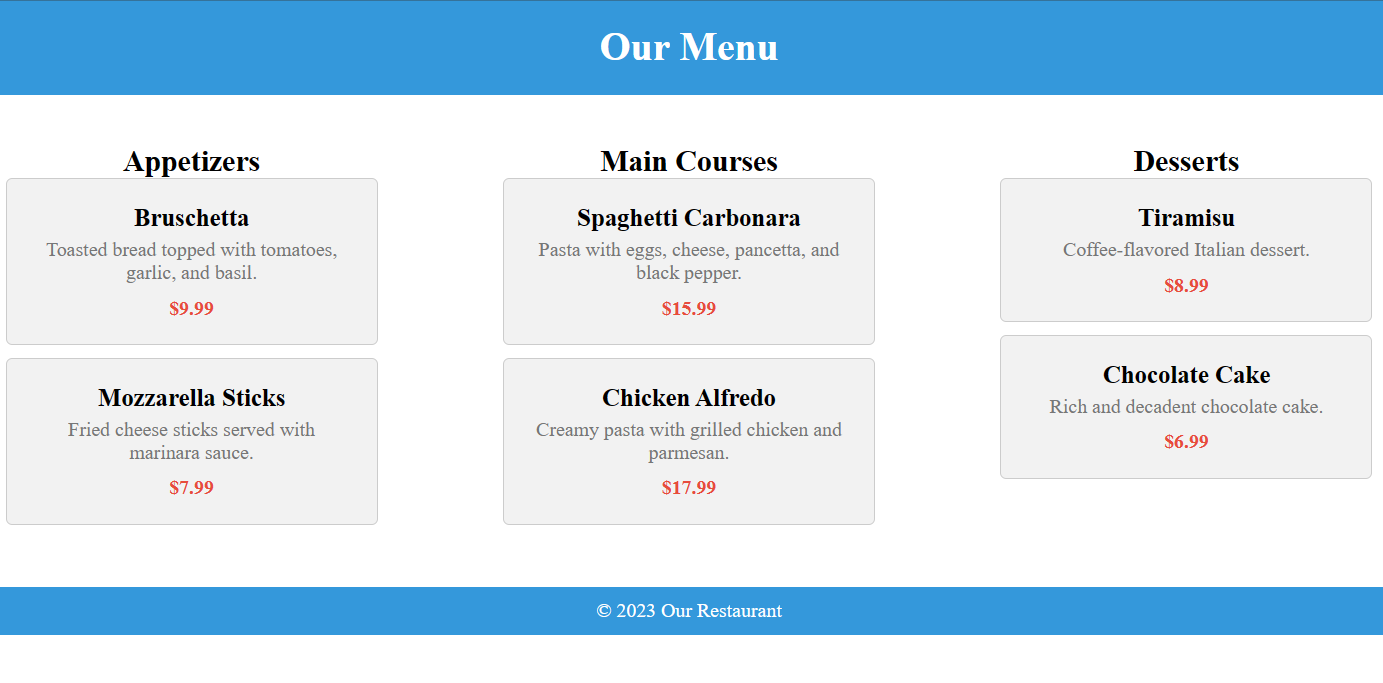 Our Menu
Appetizers
Bruschetta
Toasted bread topped with tomatoes,
garlic, and basil.
$9.99
Mozzarella Sticks
Fried cheese sticks served with
marinara sauce.
$7.99
Main Courses
Spaghetti Carbonara
Pasta with eggs, cheese, pancetta, and
black pepper.
$15.99
Chicken Alfredo
Creamy pasta with grilled chicken and
parmesan.
$17.99
Desserts
Tiramisu
Coffee-flavored Italian dessert.
$8.99
Chocolate Cake
Rich and decadent chocolate cake.
$6.99
© 2023 Our Restaurant